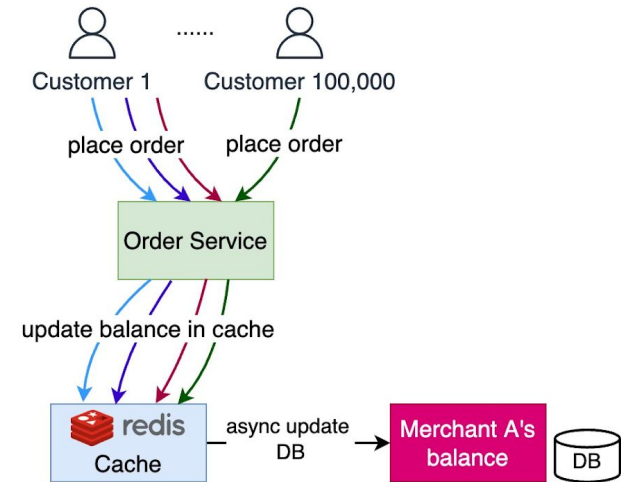 ......
Customer 1
Customer 100,000
place order
place order
Order Service
update balance in cache
redis
Cache
async update
DB
Merchant A's
balance
DB